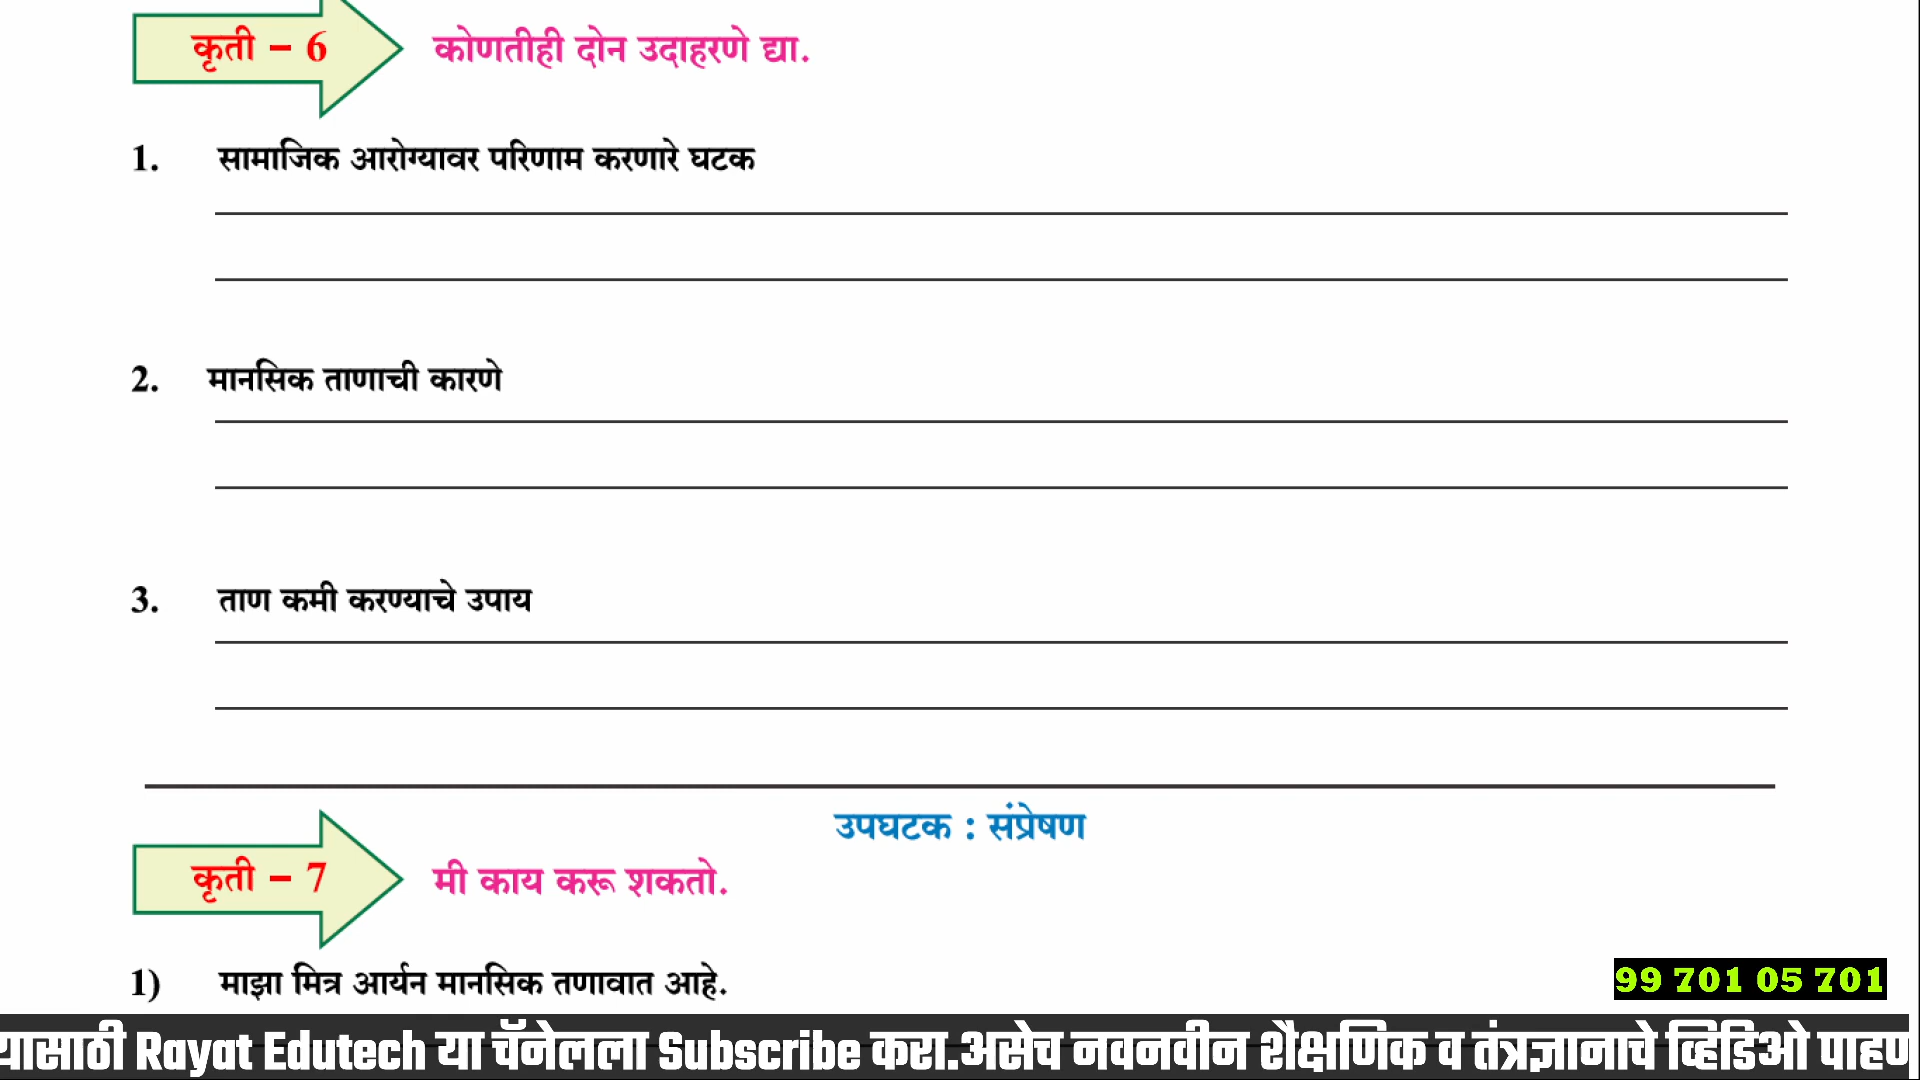 कृती – 6 कोणतीही दोन उदाहरणे द्या.
1. सामाजिक आरोग्यावर परिणाम करणारे घटक
2. मानसिक ताणाची कारणे
3. ताण कमी करण्याचे उपाय
उपघटक : संप्रेषण
कृती – 7 मी काय करू शकतो.
1) माझा मित्र आर्यन मानसिक तणावात आहे.
99 701 05 701
Rayat Edutech या चॅनेलला Subscribe करा.असेच नवनवीन शैक्षणिक व तंत्रज्ञानाचे व्हिडिओ